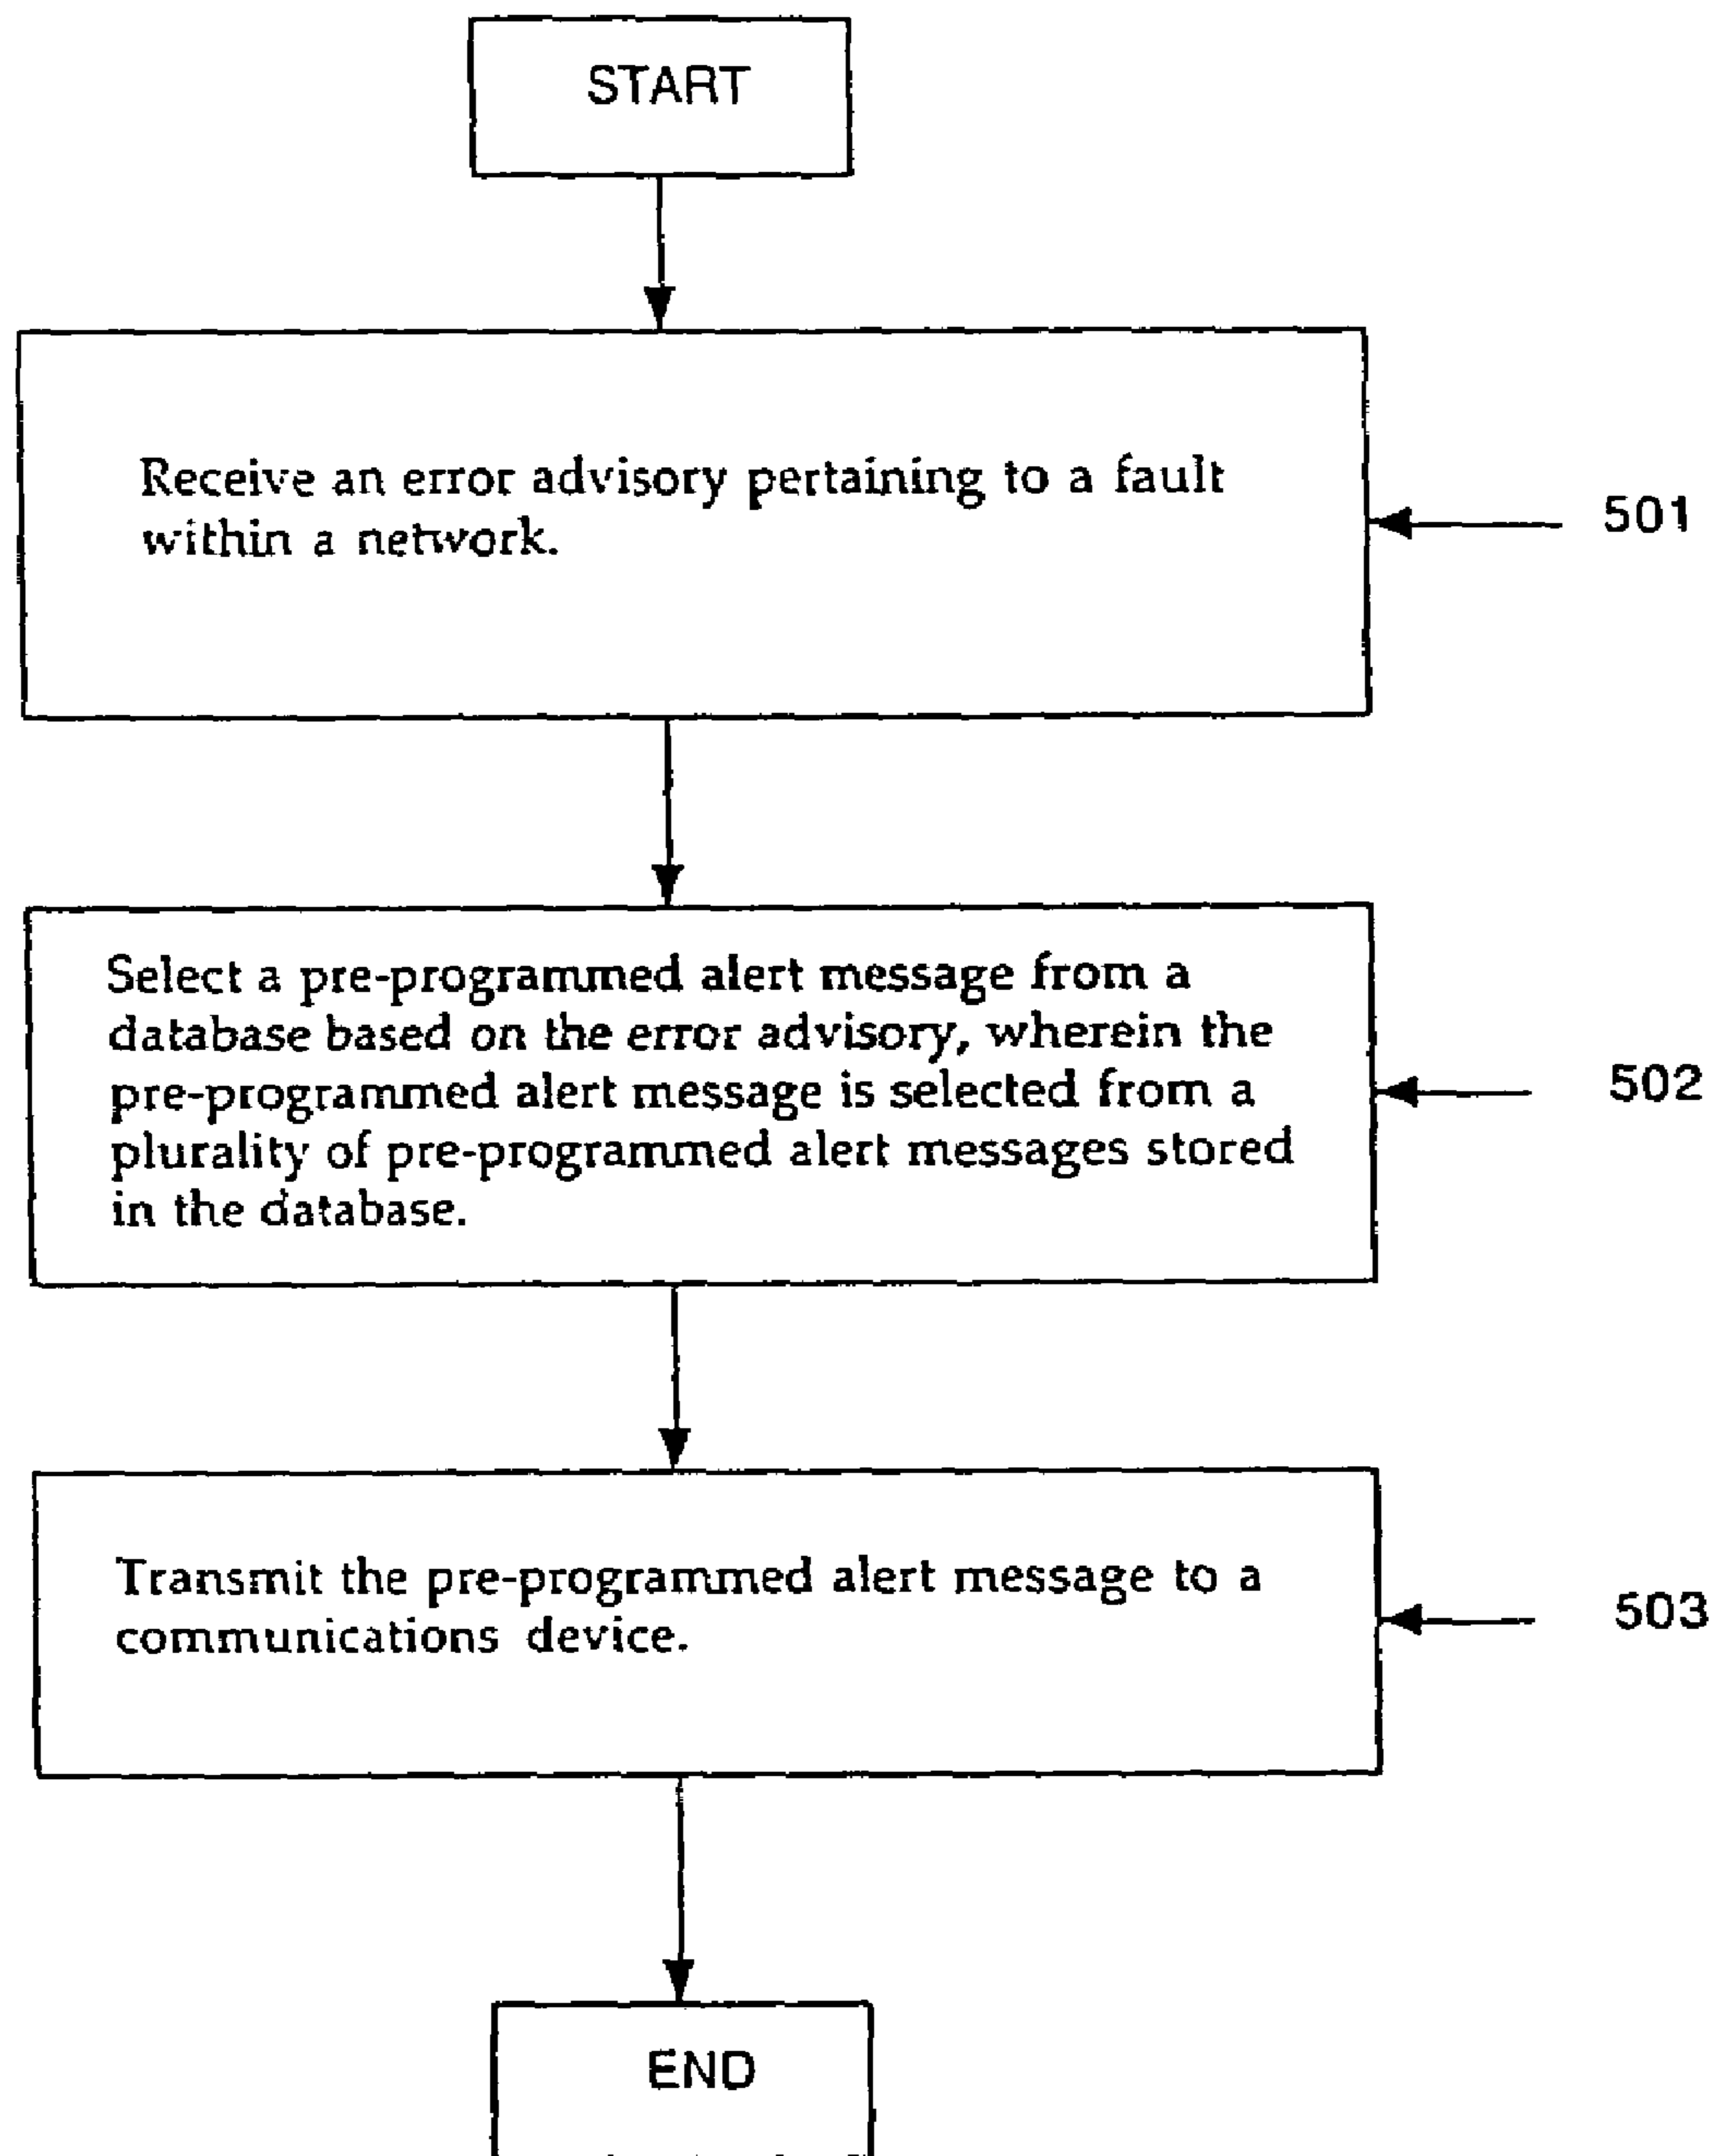 START
Receive an error advisory pertaining to a fault
within a network.
501
Select a pre-programmed alert message from a
database based on the error advisory, wherein the
pre-programmed alert message is selected from a
plurality of pre-programmed alert messages stored
in the database.
502
Transmit the pre-programmed alert message to a
communications device.
503
END